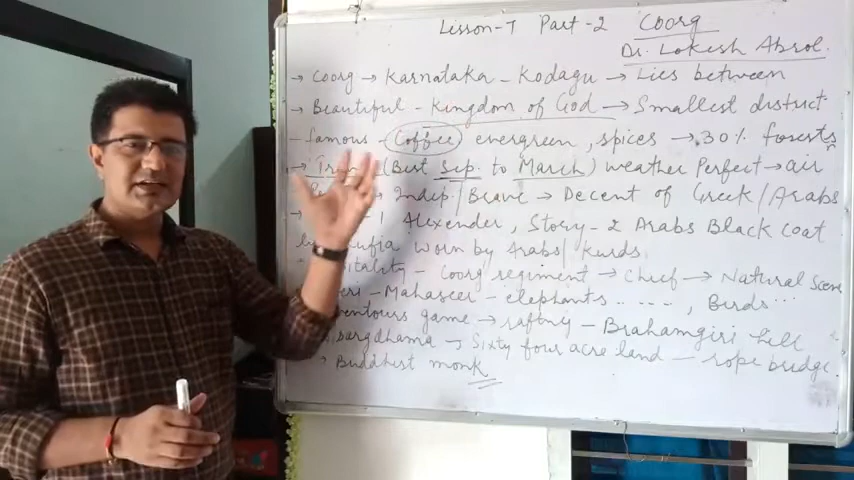 Lisson-7 Part-2 Coorg
Dr. Lokesh Abrol.
→ Coorg → Karnataka - Kodagu → Lies between
→ Beautiful - kingdom of God → Smallest district
- famous - Coffee evergreen, spices → 30% forests
→ (Best Sep. to March) weather Perfect → air
Indep/Brave → Decent of Greek/Arabs
→ 1 Alexender, Story-2 Arabs Black Coat
worn by Arabs/Kurds.
- Coorg regiment → Chief → Natural Scene
- Mahaseer - elephants ....., Birds...
game → rafting - Brahamgiri hill
→ Sixty four acre land - rope bridge
→ Buddhist monk